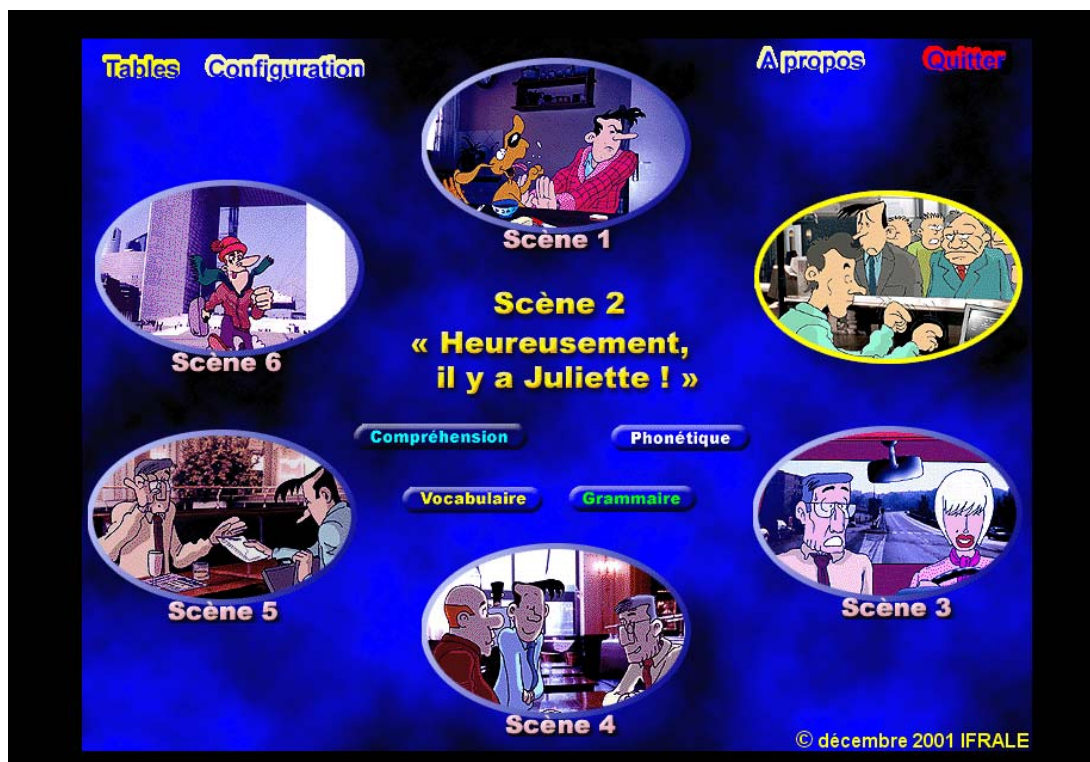 Tables Configuration A propos Quitter
Scène 1
Scène 2
« Heureusement,
il y a Juliette ! »
Scène 6
Compréhension Phonétique
Vocabulaire Grammaire
Scène 5
Scène 3
Scène 4
© décembre 2001 IFRALE